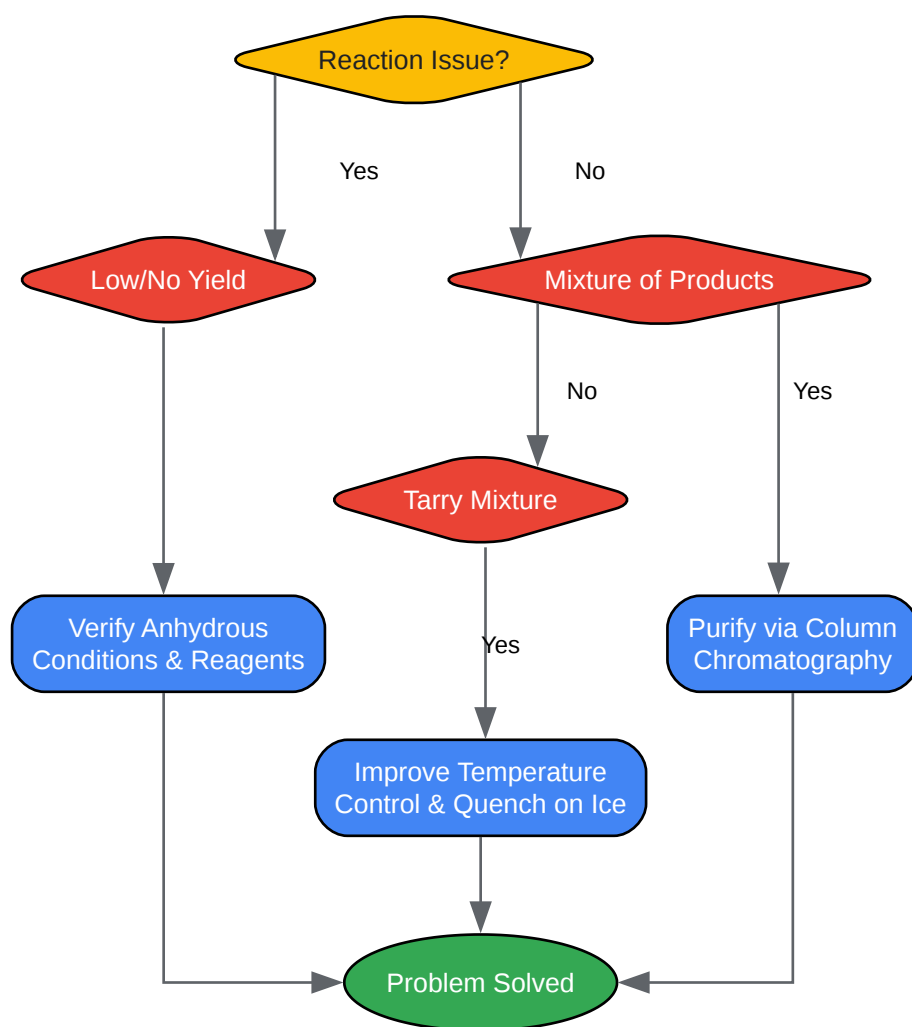 Reaction Issue?
Yes
No
Low/No Yield
Mixture of Products
No
Yes
Tarry Mixture
Verify Anhydrous
Conditions & Reagents
Yes
Purify via Column
Chromatography
Improve Temperature
Control & Quench on Ice
Problem Solved